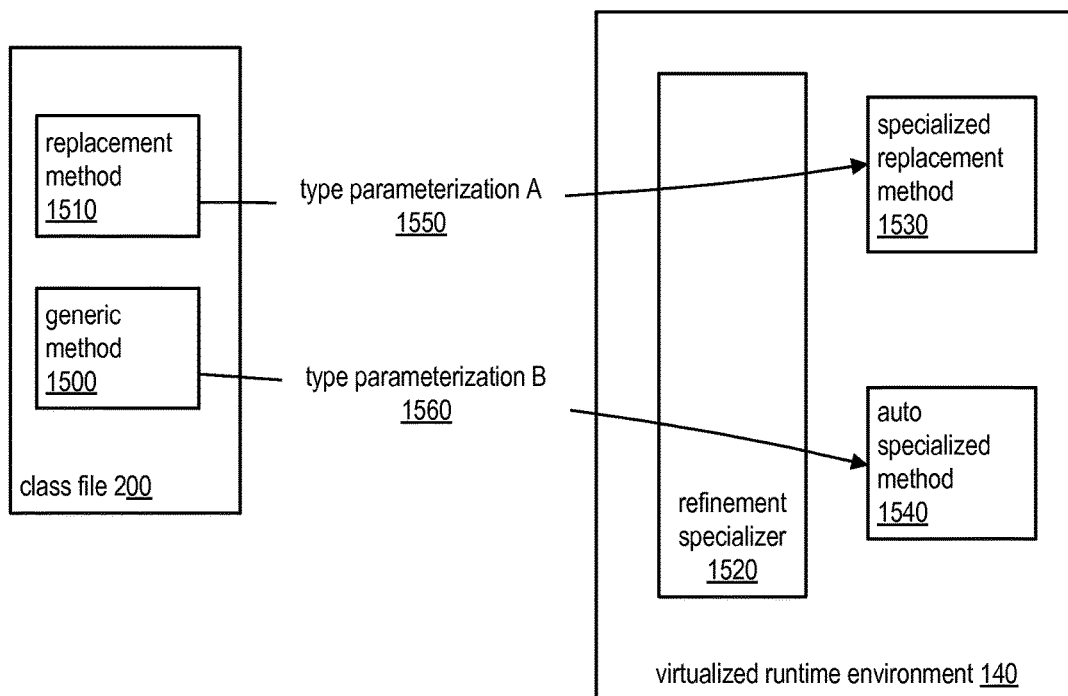 replacement
method
1510
generic
method
1500
class file 200
type parameterization A
1550
type parameterization B
1560
refinement
specializer
1520
specialized
replacement
method
1530
auto
specialized
method
1540
virtualized runtime environment 140